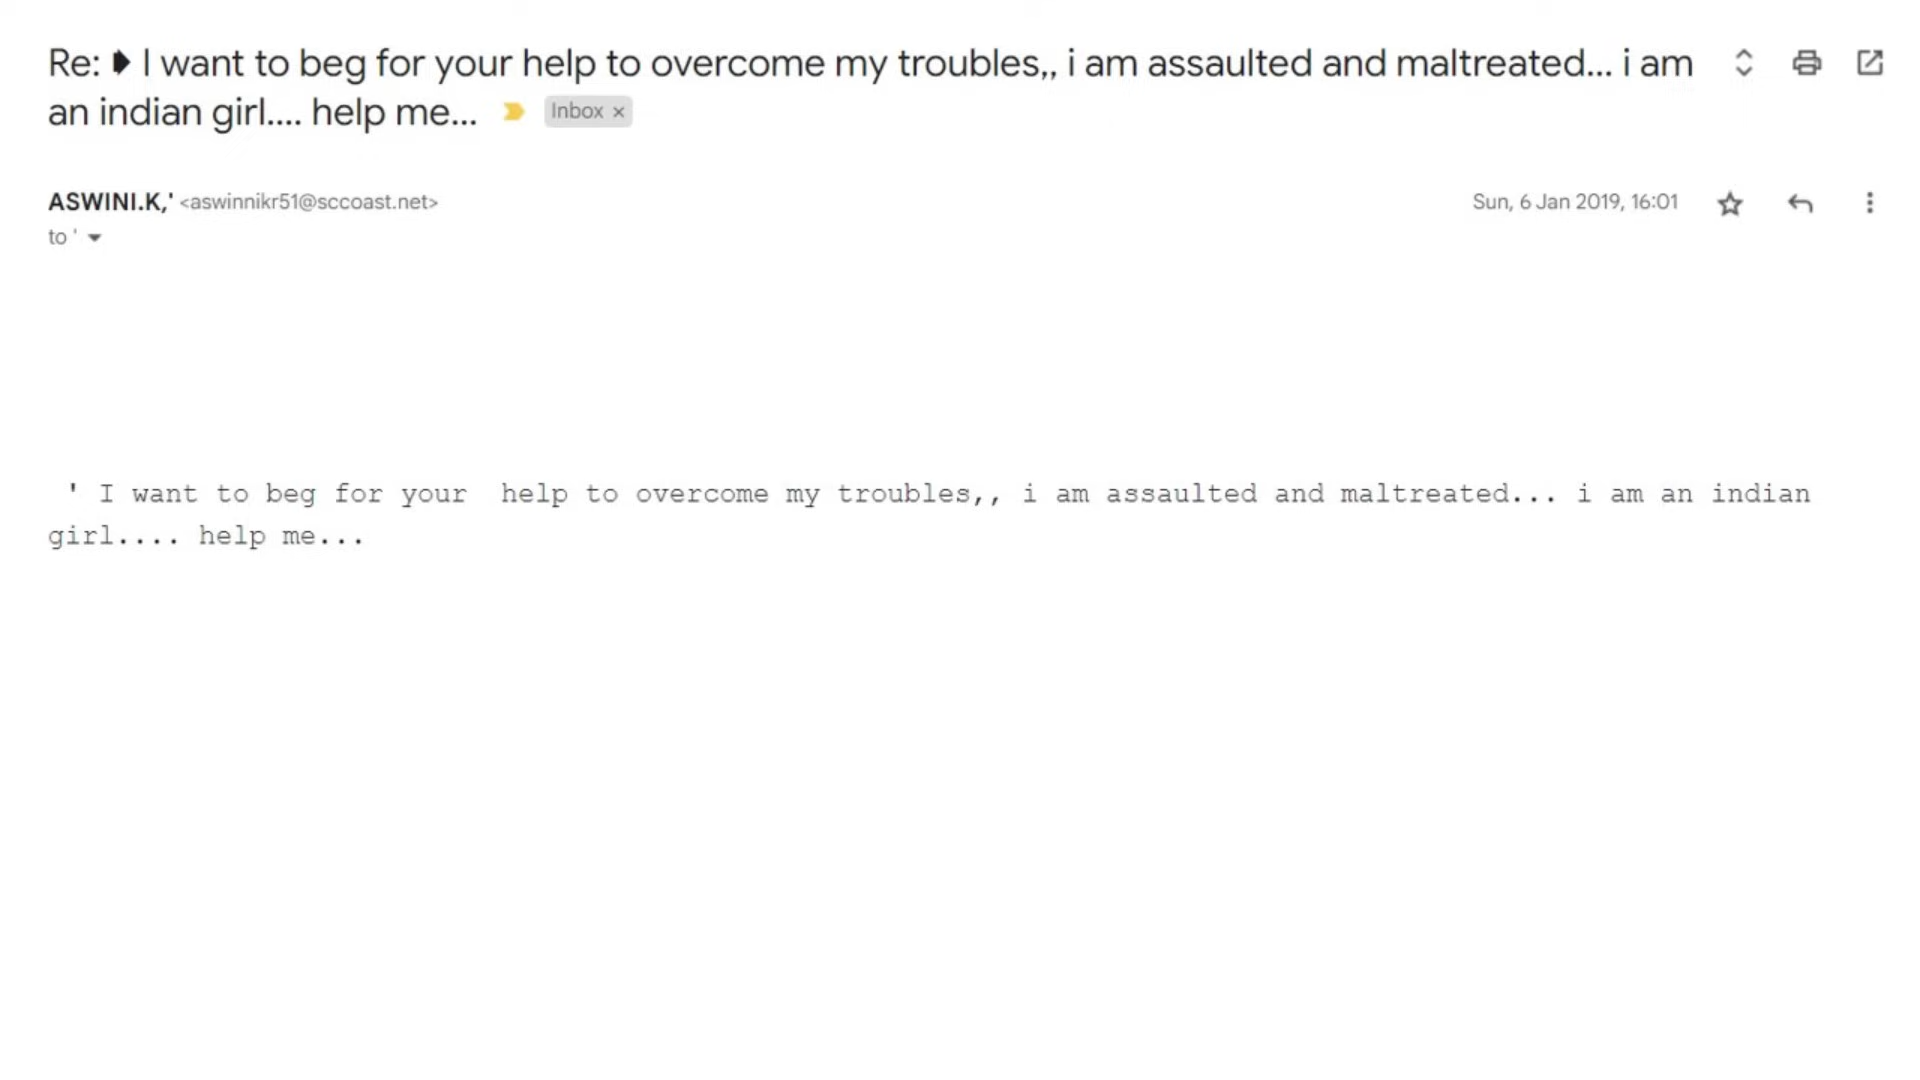 Re: ➧ I want to beg for your help to overcome my troubles,, i am assaulted and maltreated... i am
an indian girl.... help me... Inbox ×
ASWINI.K,' <aswinnikr51@sccoast.net> Sun, 6 Jan 2019, 16:01
to '
' I want to beg for your  help to overcome my troubles,, i am assaulted and maltreated... i am an indian
girl.... help me...